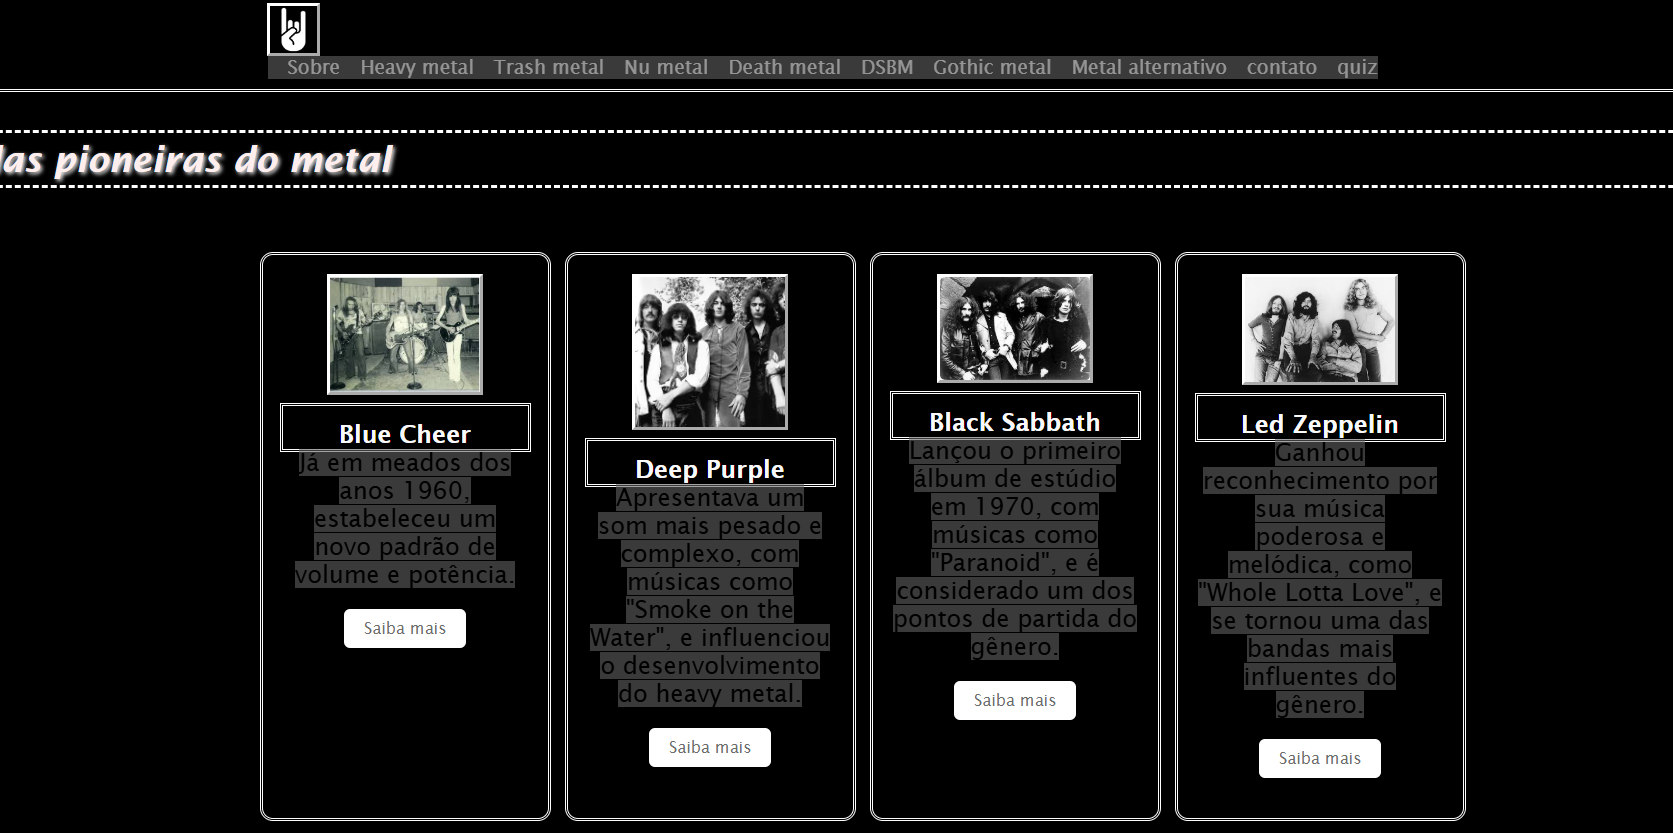 Sobre Heavy metal Trash metal Nu metal Death metal DSBM Gothic metal Metal alternativo contato quiz
pioneiras do metal
Blue Cheer
Já em meados dos
anos 1960,
estabeleceu um
novo padrão de
volume e potência.
Saiba mais
Deep Purple
Apresentava um
som mais pesado e
complexo, com
músicas como
"Smoke on the
Water", e influenciou
o desenvolvimento
do heavy metal.
Saiba mais
Black Sabbath
Lançou o primeiro
álbum de estúdio
em 1970, com
músicas como
"Paranoid", e é
considerado um dos
pontos de partida do
gênero.
Saiba mais
Led Zeppelin
Ganhou
reconhecimento por
sua música
poderosa e
melódica, como
"Whole Lotta Love", e
se tornou uma das
bandas mais
influentes do
gênero.
Saiba mais